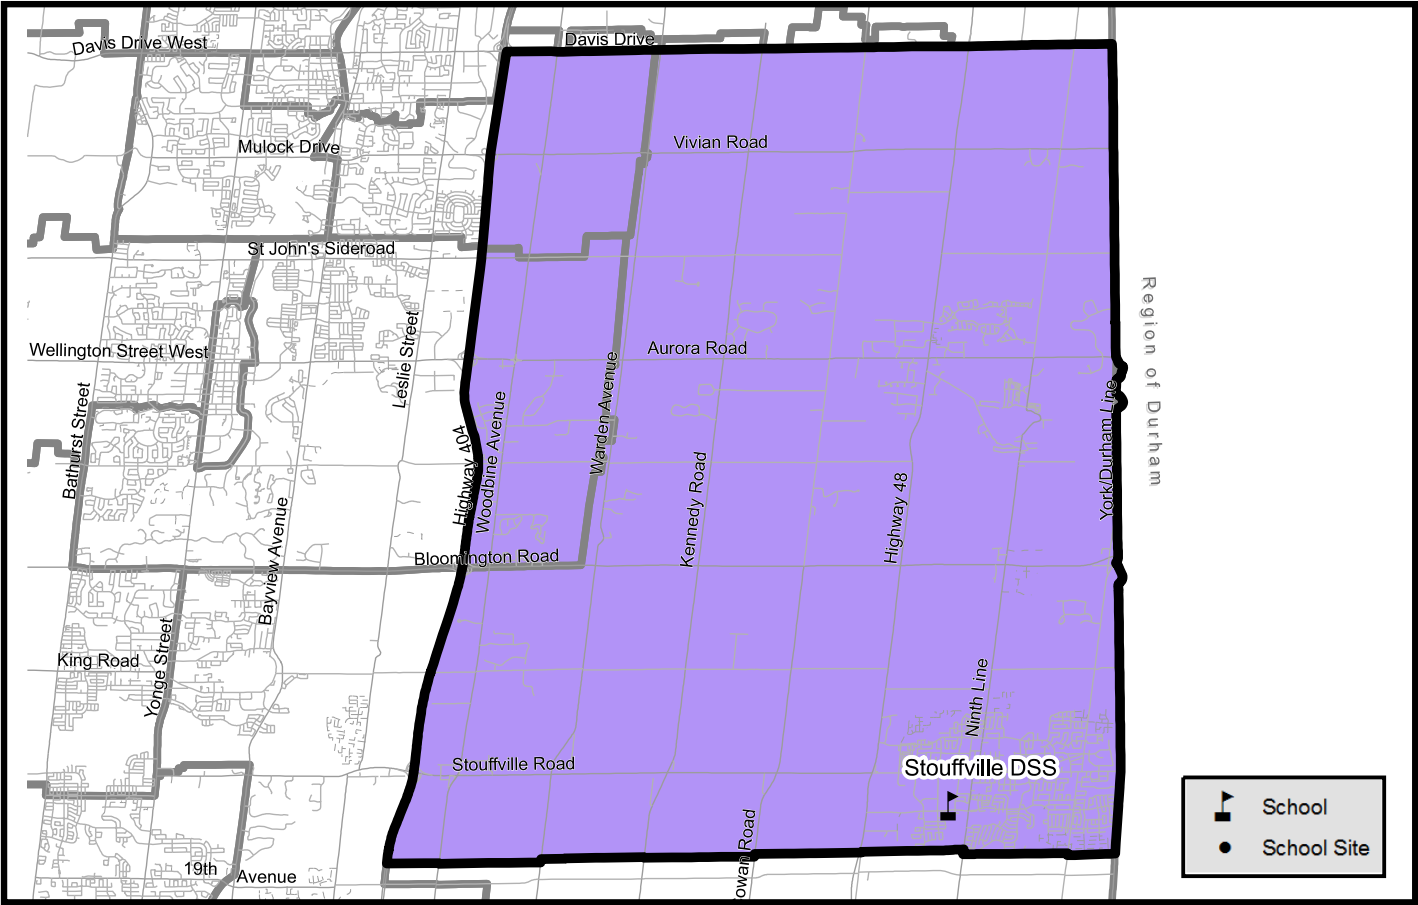 Davis Drive West
Davis Drive
Mulock Drive
Vivian Road
St John's Sideroad
Region of Durham
Wellington Street West
Leslie Street
Aurora Road
Bathurst Street
Highway 404
Woodbine Avenue
Warden Avenue
Kennedy Road
Highway 48
York/Durham Line
Bayview Avenue
Bloomington Road
King Road
Yonge Street
Ninth Line
Stouffville Road
Stouffville DSS
School
School Site
19th Avenue
owan Road